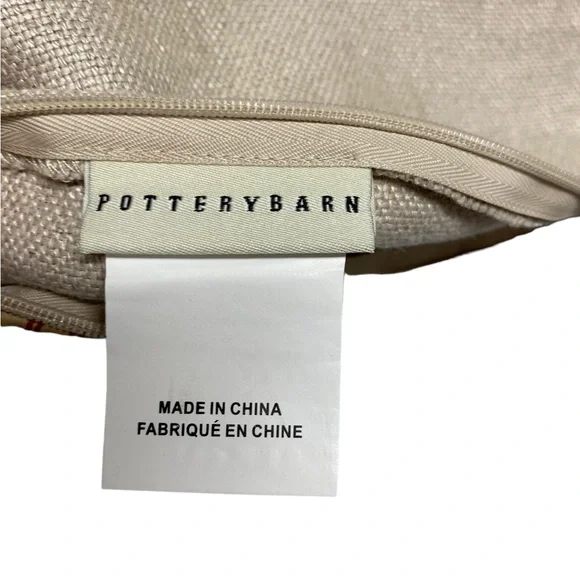 POTTERYBARN
MADE IN CHINA
FABRIQUÉ EN CHINE